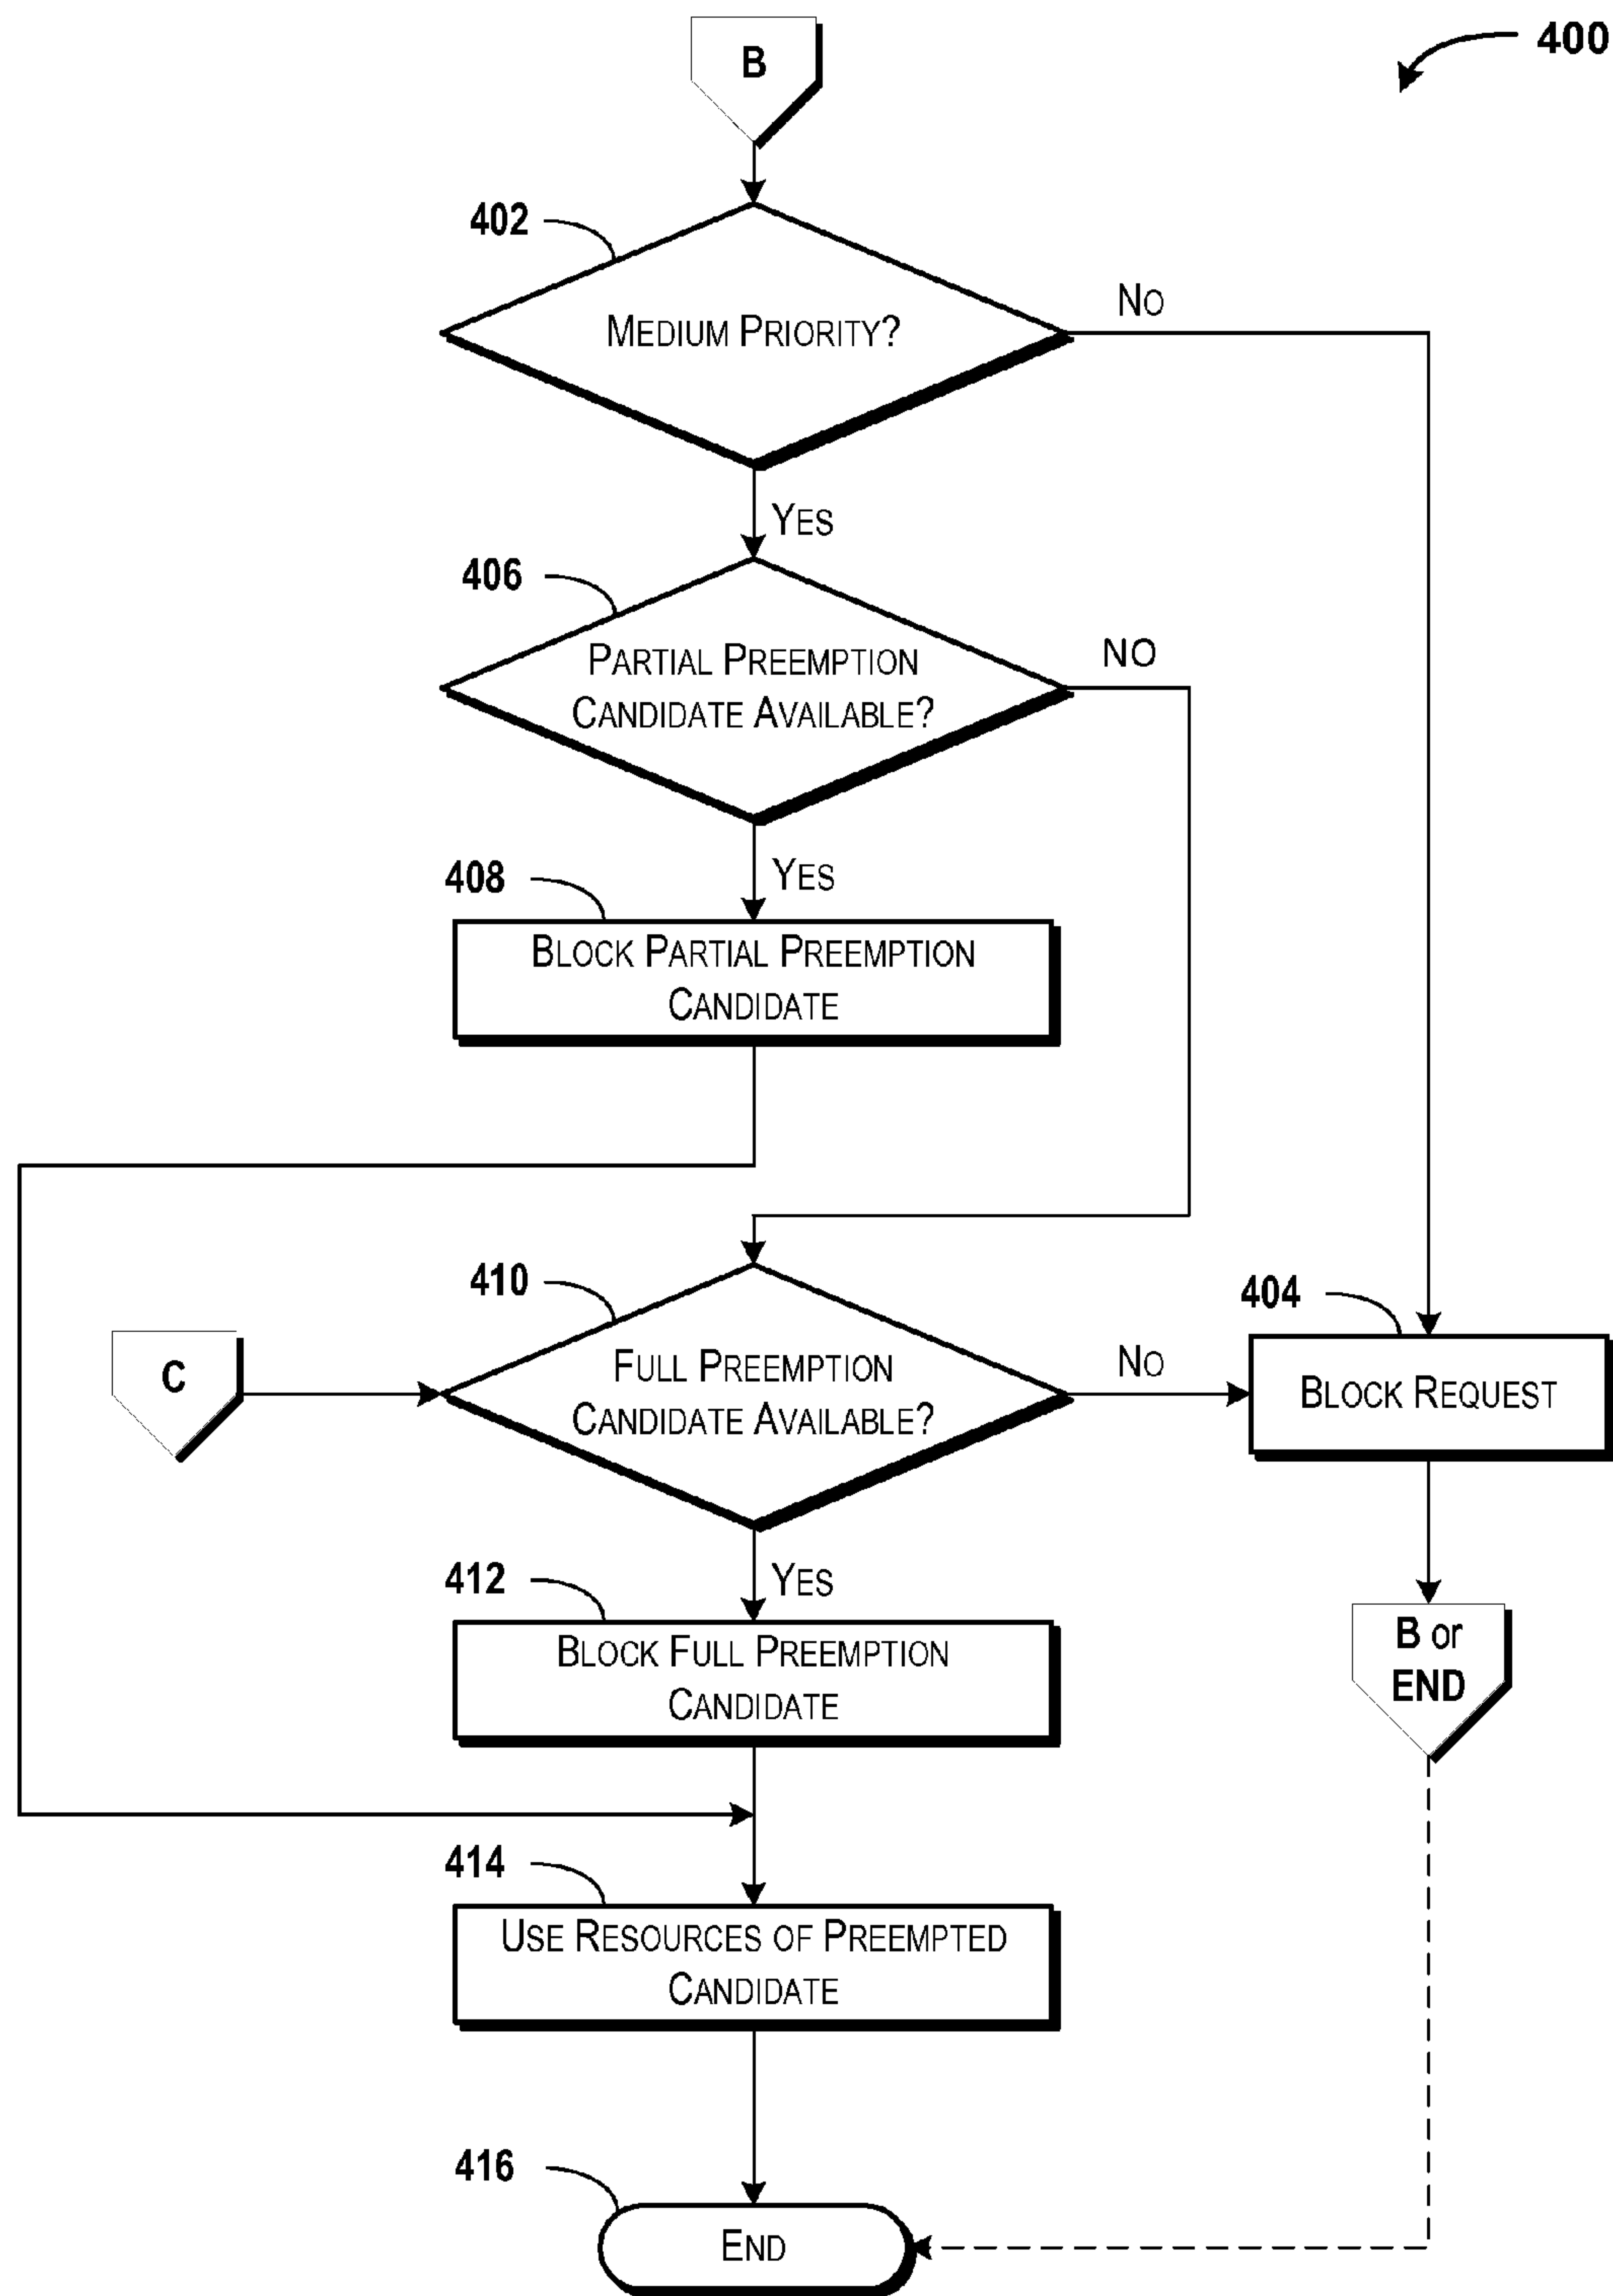 B
400
402
MEDIUM PRIORITY?
NO
YES
406
PARTIAL PREEMPTION
CANDIDATE AVAILABLE?
NO
YES
408
BLOCK PARTIAL PREEMPTION
CANDIDATE
410
404
C
FULL PREEMPTION
CANDIDATE AVAILABLE?
NO
BLOCK REQUEST
YES
412
BLOCK FULL PREEMPTION
CANDIDATE
B or
END
414
USE RESOURCES OF PREEMPTED
CANDIDATE
416
END